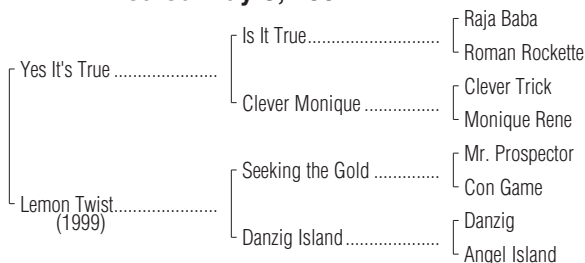 Raja Baba
Is It True
Roman Rockette
Yes It's True
Clever Trick
Clever Monique
Monique Rene
Mr. Prospector
Seeking the Gold
Con Game
Lemon Twist
(1999)
Danzig
Danzig Island
Angel Island